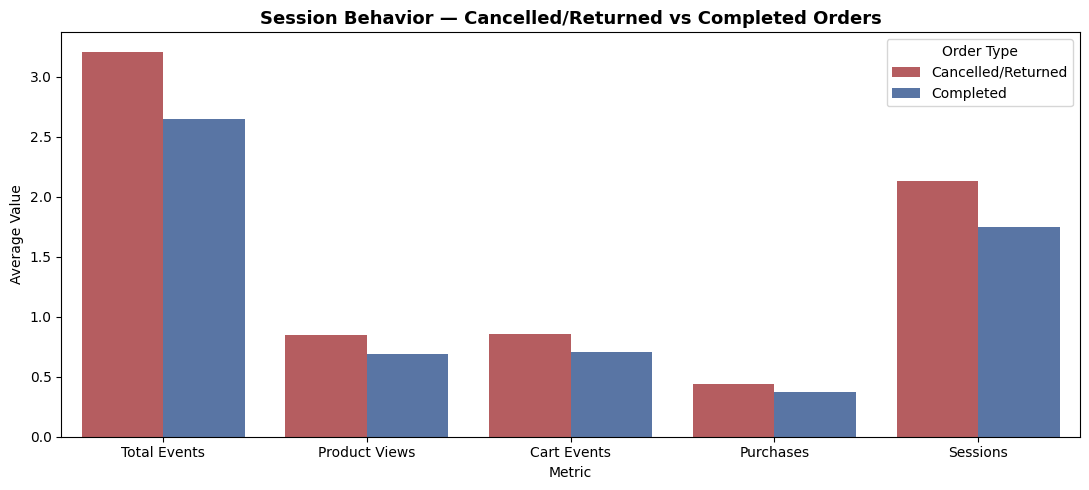 Session Behavior — Cancelled/Returned vs Completed Orders
Order Type
Cancelled/Returned
Completed
Average Value
3.0
2.5
2.0
1.5
1.0
0.5
0.0
Total Events
Product Views
Cart Events
Purchases
Sessions
Metric